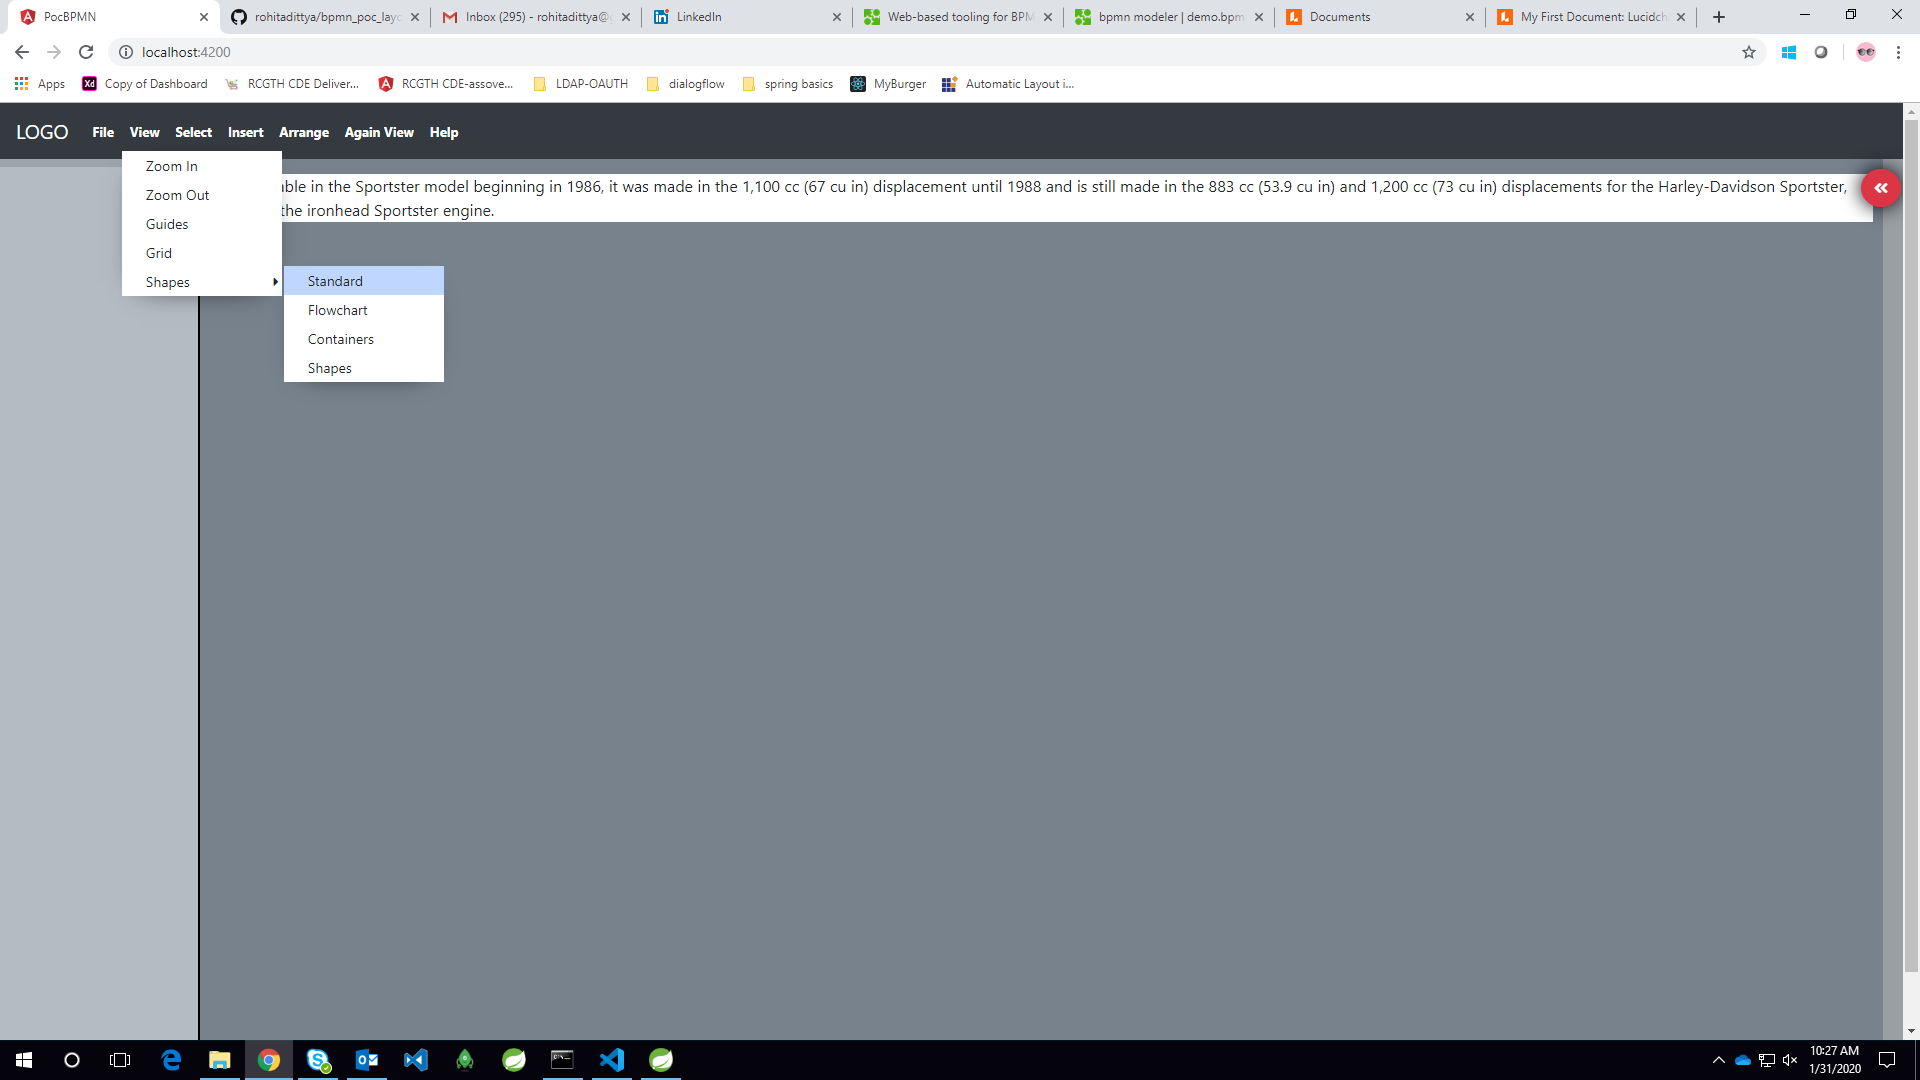 PocBPMN
rohitadittya/bpmn_poc_layo
Inbox (295) - rohitadittya@g
LinkedIn
Web-based tooling for BPM
bpmn modeler | demo.bpm
Documents
My First Document: Lucidch
localhost:4200
Apps
Copy of Dashboard
RCGTH CDE Deliver...
RCGTH CDE-assove...
LDAP-OAUTH
dialogflow
spring basics
MyBurger
Automatic Layout i...
LOGO File View Select Insert Arrange Again View Help
Zoom In
Zoom Out
Guides
Grid
Shapes
able in the Sportster model beginning in 1986, it was made in the 1,100 cc (67 cu in) displacement until 1988 and is still made in the 883 cc (53.9 cu in) and 1,200 cc (73 cu in) displacements for the Harley-Davidson Sportster,
the ironhead Sportster engine.
Standard
Flowchart
Containers
Shapes
10:27 AM
1/31/2020